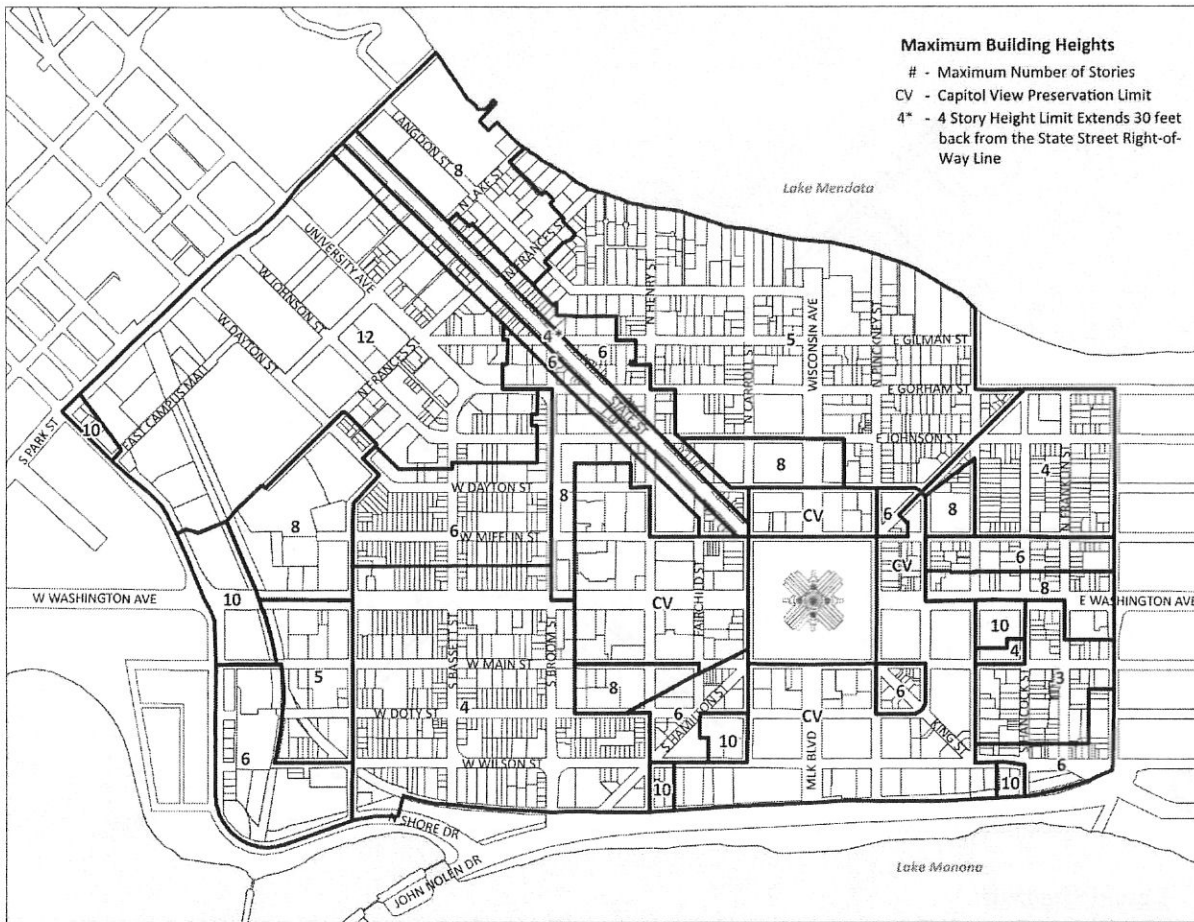 Maximum Building Heights
# - Maximum Number of Stories
CV - Capitol View Preservation Limit
4* - 4 Story Height Limit Extends 30 feet
back from the State Street Right-of-
Way Line
Lake Mendota
LANGDON ST
8
N LAKE ST
N FRANCES ST
UNIVERSITY AVE
W JOHNSON ST
W DAYTON ST
12
N FRANCES ST
EAST CAMPUS MALL
S PARK ST
10
4*
6
6
STATE ST
N HENRY ST
N CARROLL ST
WISCONSIN AVE
N PINCKNEY ST
5
E GILMAN ST
E GORHAM ST
E JOHNSON ST
8
4
N FRANKLIN ST
W DAYTON ST
8
8
6
W MIFFLIN ST
CV
6
8
CV
6
8
W WASHINGTON AVE
10
E WASHINGTON AVE
CV
FAIRCHILD ST
10
4
S BASSETT ST
S BROOM ST
W MAIN ST
5
8
6
3
S HANCOCK ST
4
W DOTY ST
6
S HAMILTON ST
10
CV
MLK BLVD
KING ST
6
W WILSON ST
6
10
10
N SHORE DR
JOHN NOLEN DR
Lake Monona